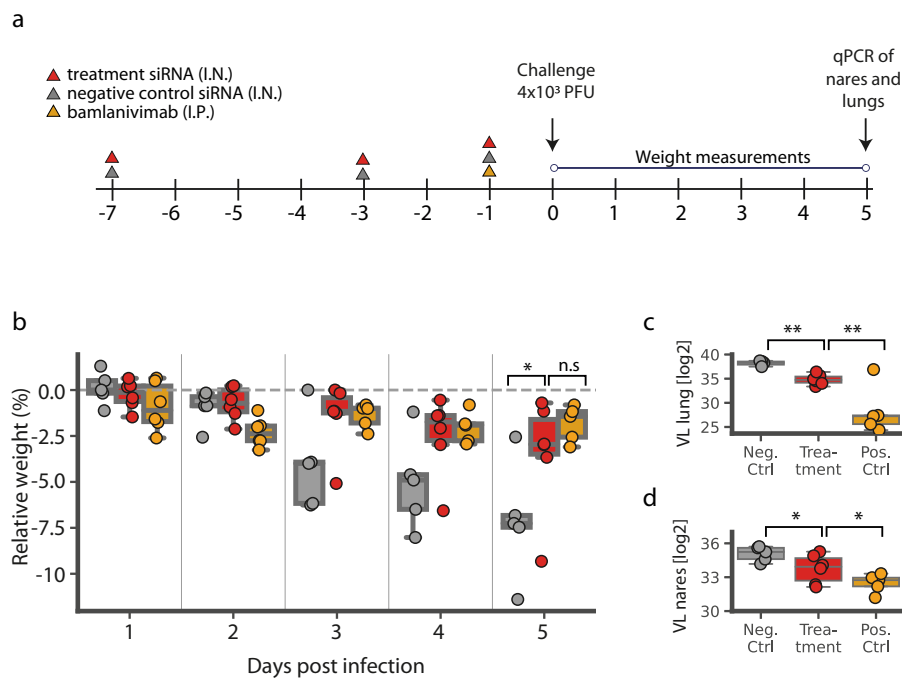 a
treatment siRNA (I.N.)
negative control siRNA (I.N.)
bamlanivimab (I.P.)
Challenge
4x10³ PFU
qPCR of
nares and
lungs
Weight measurements
-7 -6 -5 -4 -3 -2 -1 0 1 2 3 4 5
b
Relative weight (%)
0.0
-2.5
-5.0
-7.5
-10
* n.s
1 2 3 4 5
Days post infection
c
VL lung [log2]
40
35
25
25
** **
Neg. Ctrl
Trea-tment
Pos. Ctrl
d
VL nares [log2]
36
33
30
* *
Neg. Ctrl
Trea-tment
Pos. Ctrl